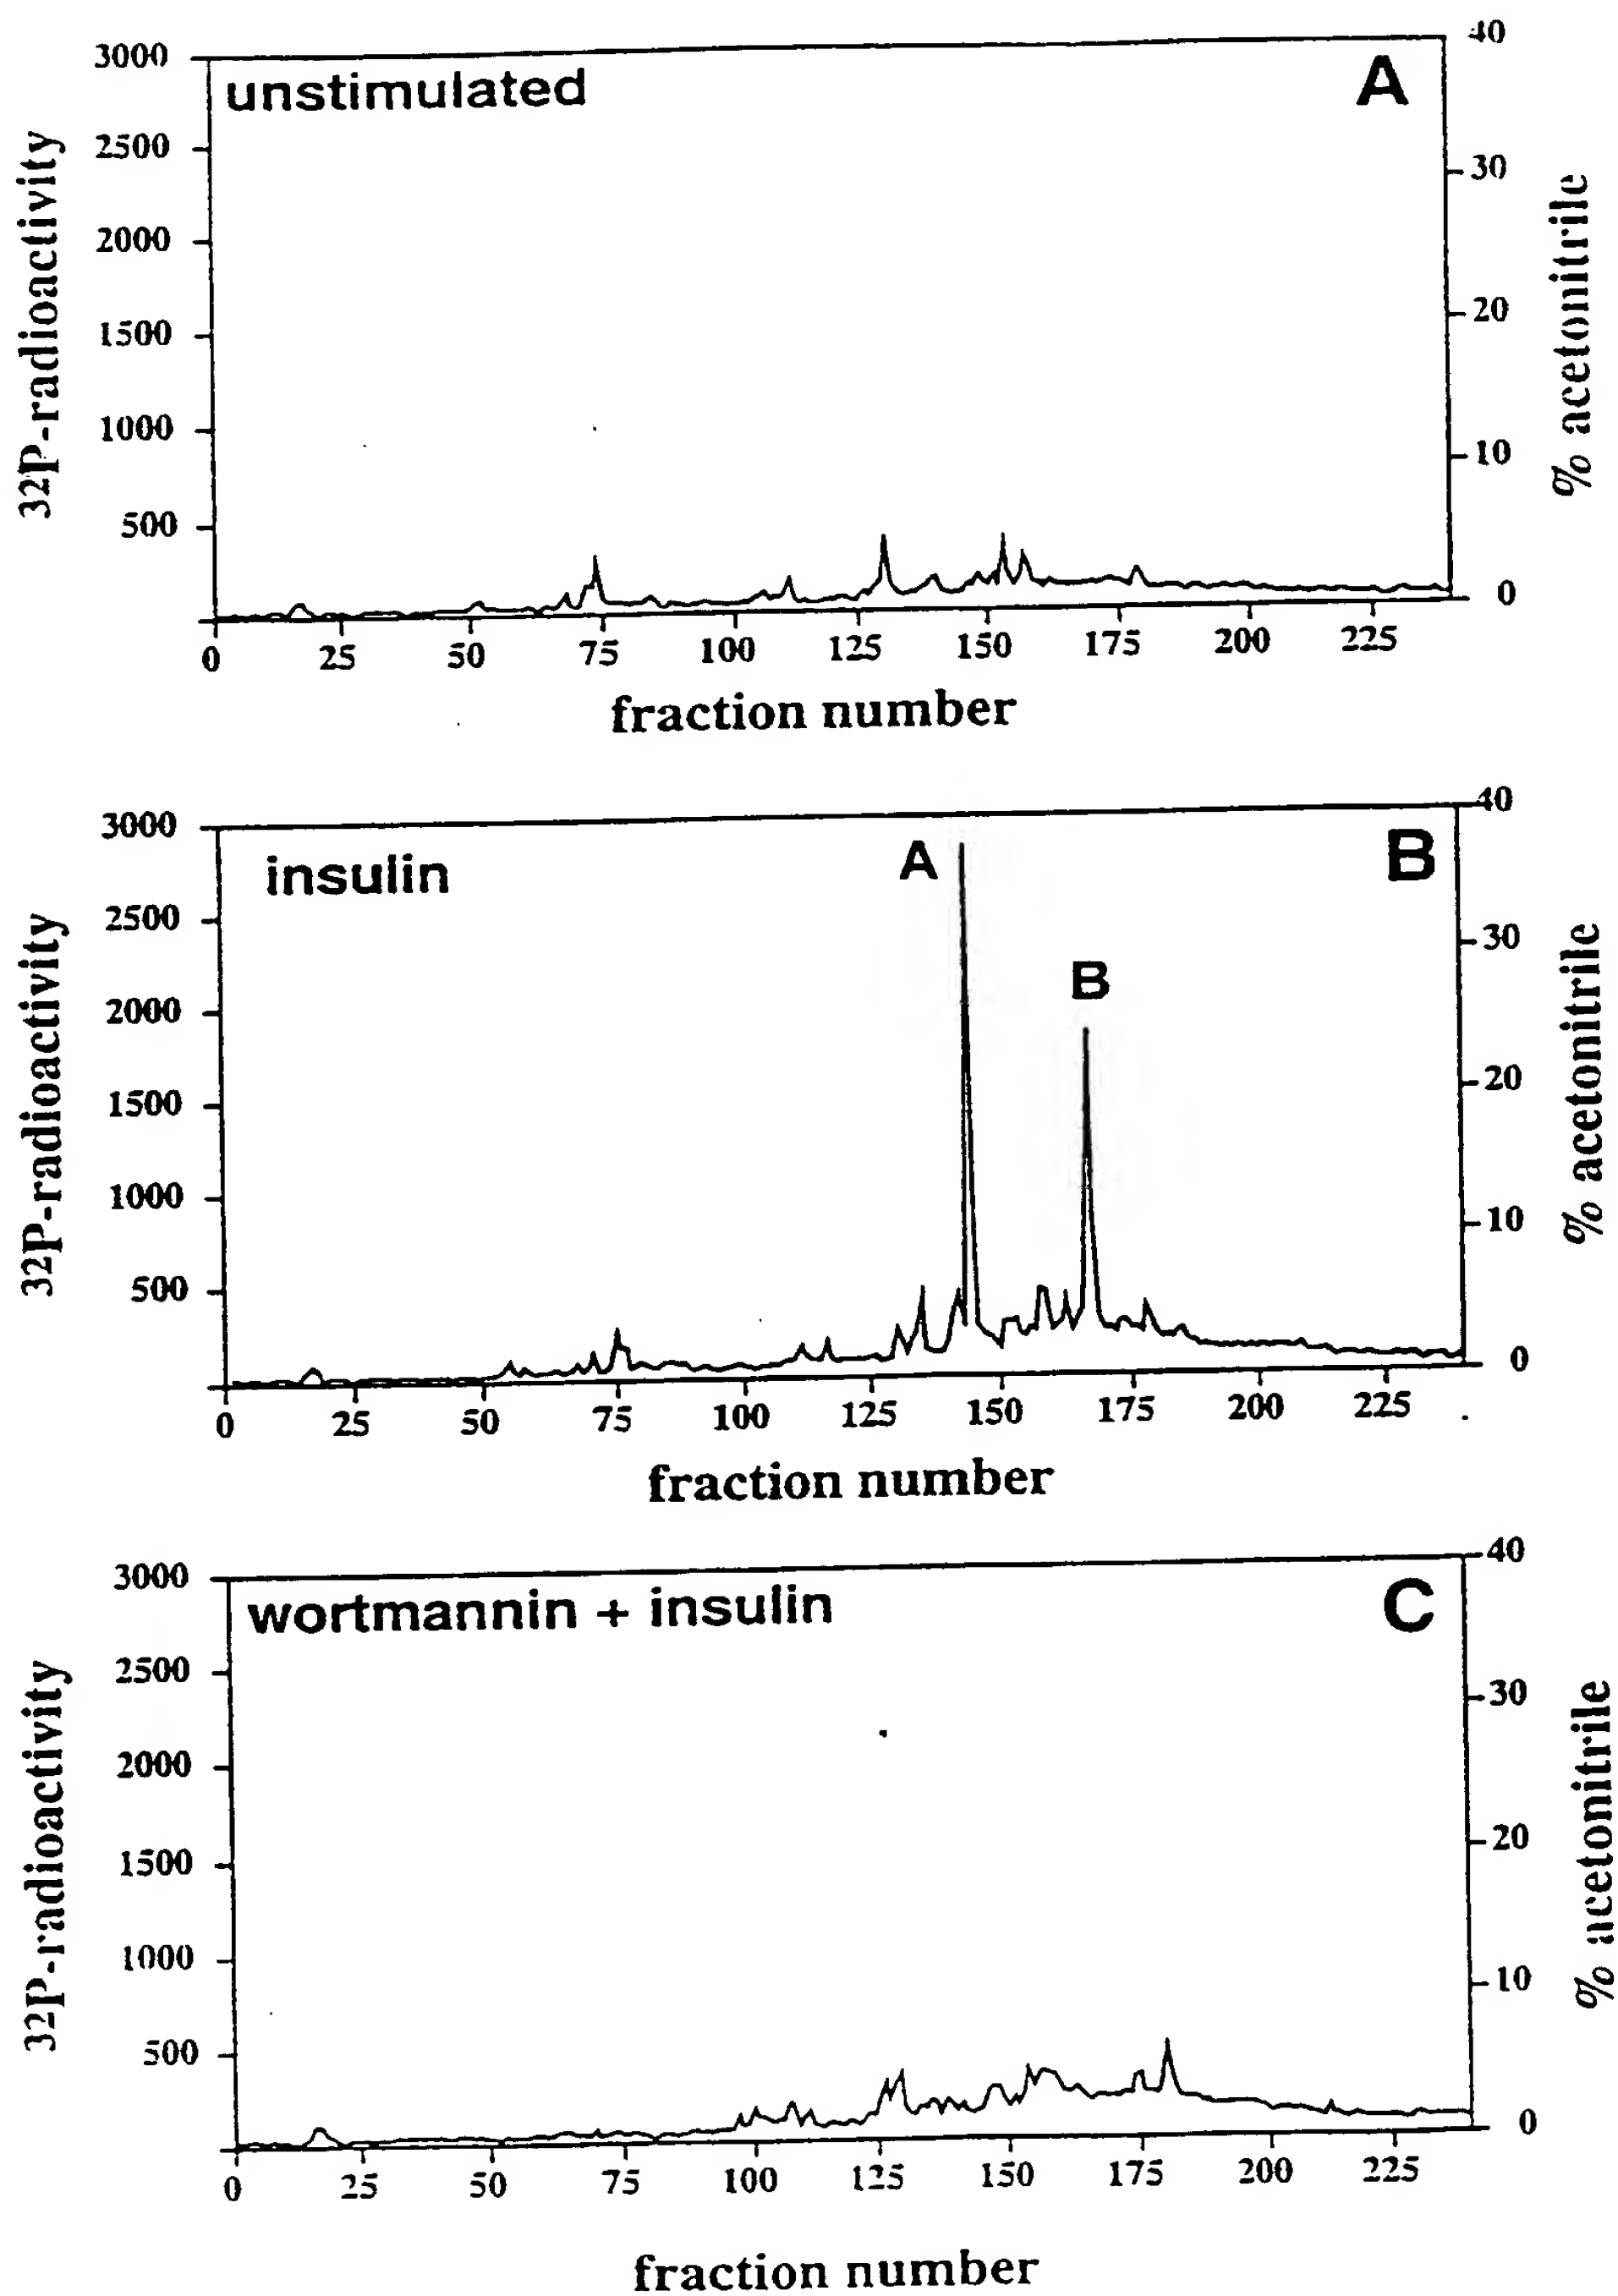 unstimulated
A
3000
2500
2000
1500
1000
500
32P-radioactivity
40
30
20
10
0
% acetonitrile
0 25 50 75 100 125 150 175 200 225
fraction number
insulin
A
B
B
3000
2500
2000
1500
1000
500
32P-radioactivity
40
30
20
10
0
% acetonitrile
0 25 50 75 100 125 150 175 200 225
fraction number
wortmannin + insulin
C
3000
2500
2000
1500
1000
500
32P-radioactivity
40
30
20
10
0
% acetonitrile
0 25 50 75 100 125 150 175 200 225
fraction number